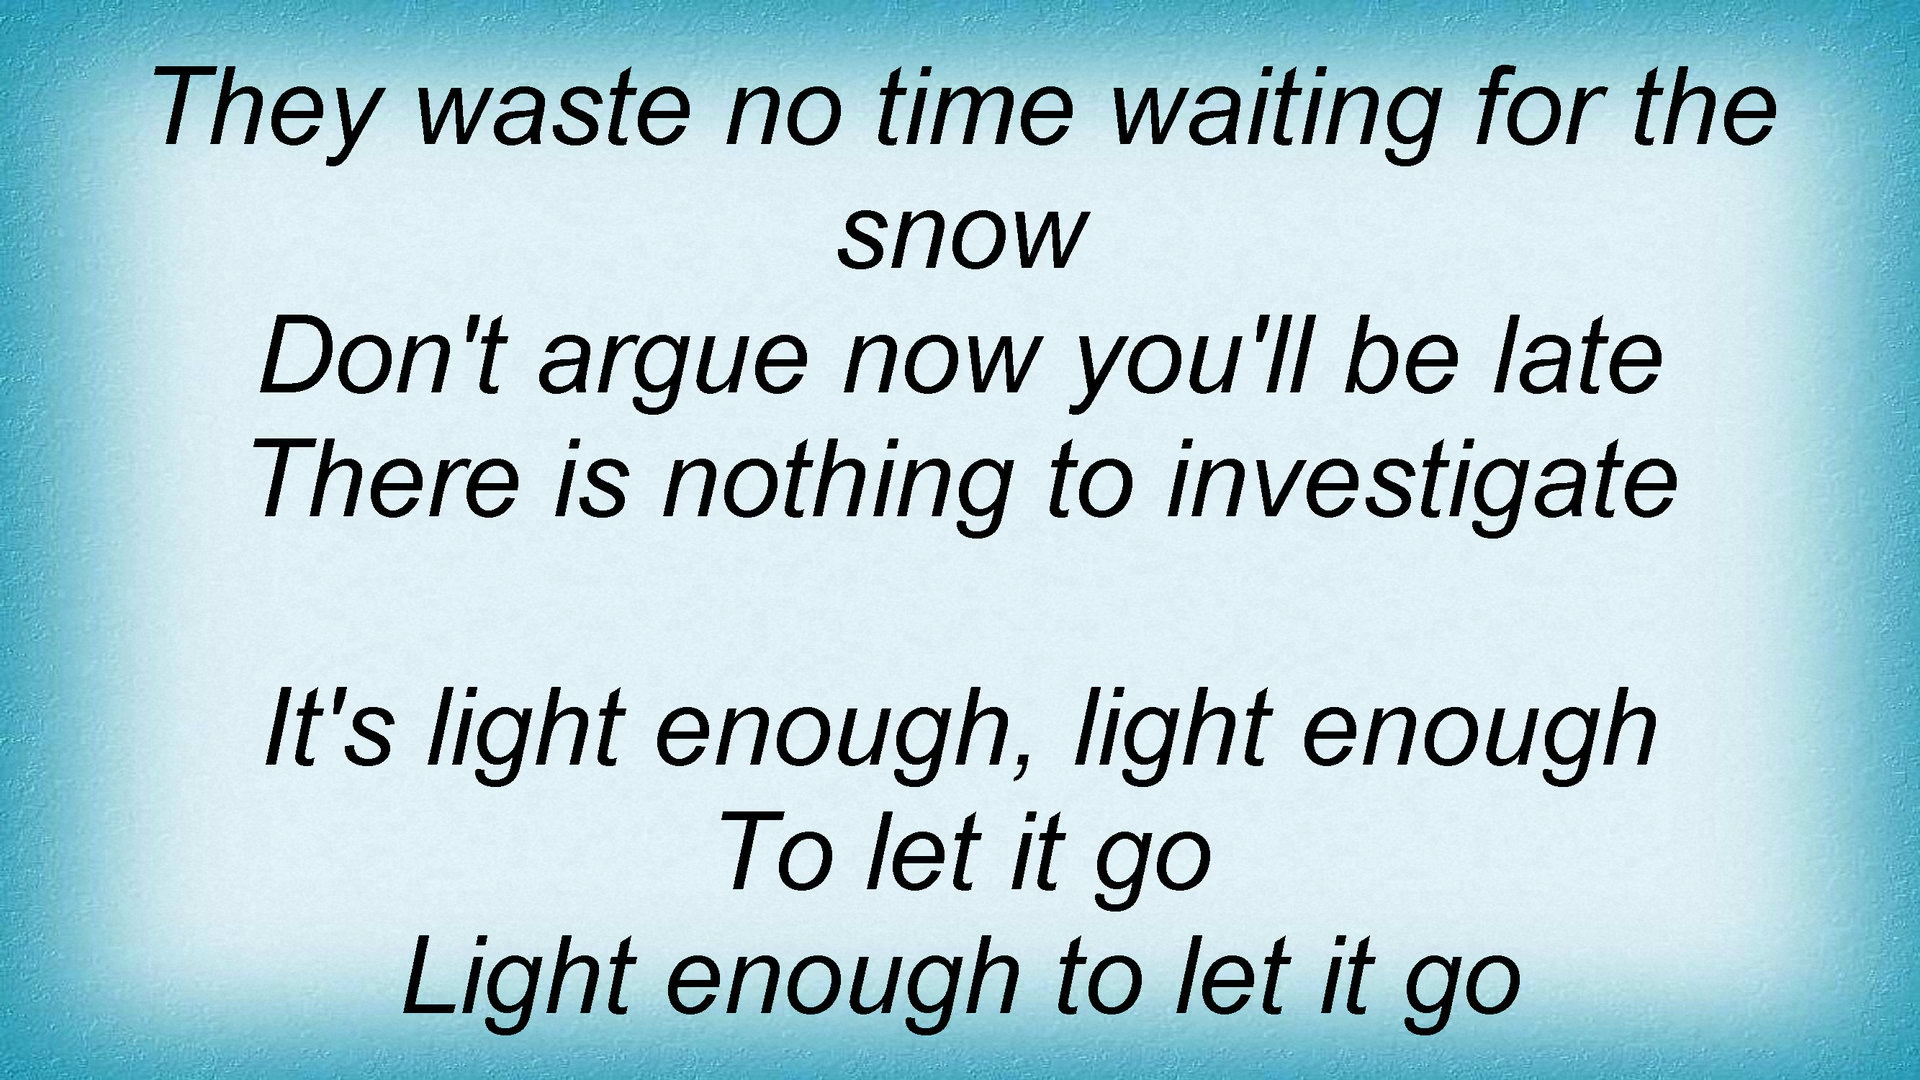 They waste no time waiting for the
snow
Don't argue now you'll be late
There is nothing to investigate
It's light enough, light enough
To let it go
Light enough to let it go